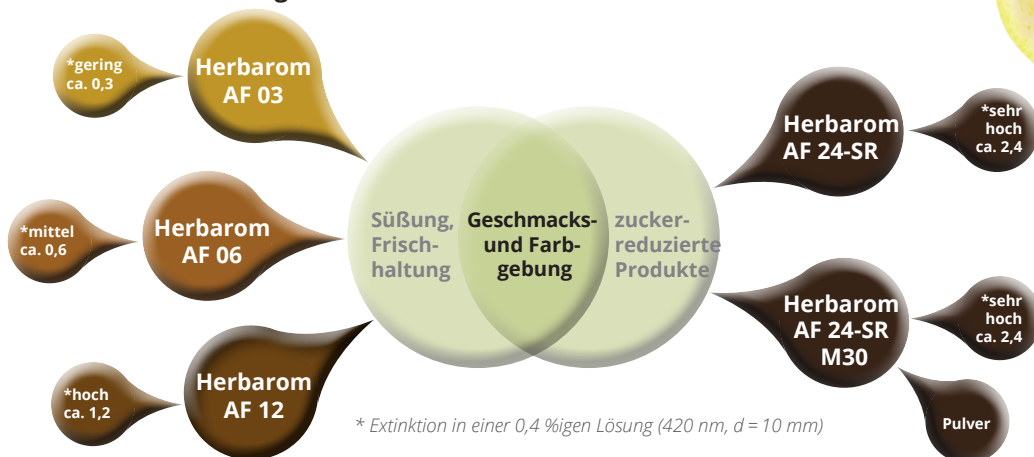 *gering
ca. 0,3
Herbarom
AF 03
*mittel
ca. 0,6
Herbarom
AF 06
*hoch
ca. 1,2
Herbarom
AF 12
Süßung,
Frisch-
haltung
Geschmacks-
und Farb-
gebung
zucker-
reduzierte
Produkte
Herbarom
AF 24-SR
*sehr
hoch
ca. 2,4
Herbarom
AF 24-SR
M30
*sehr
hoch
ca. 2,4
Pulver
* Extinktion in einer 0,4 %igen Lösung (420 nm, d = 10 mm)